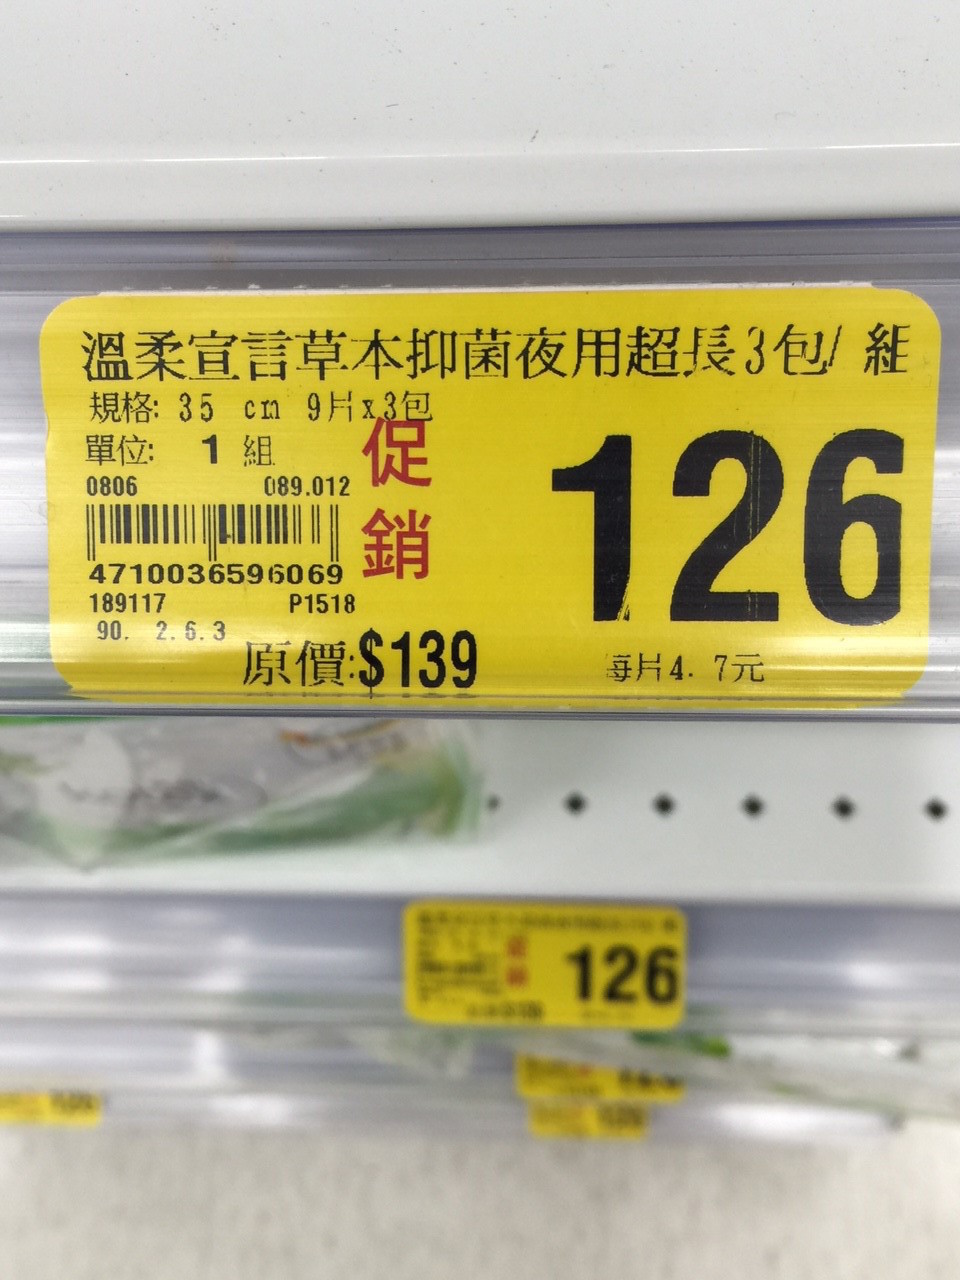 溫柔宣言草本抑菌夜用超長3包/組
規格: 35 cm 9片x3包
單位: 1 組
促銷
126
0806 089.012
4710036596069
189117 P1518
90. 2.6.3
原價:$139
每片4.7元
126